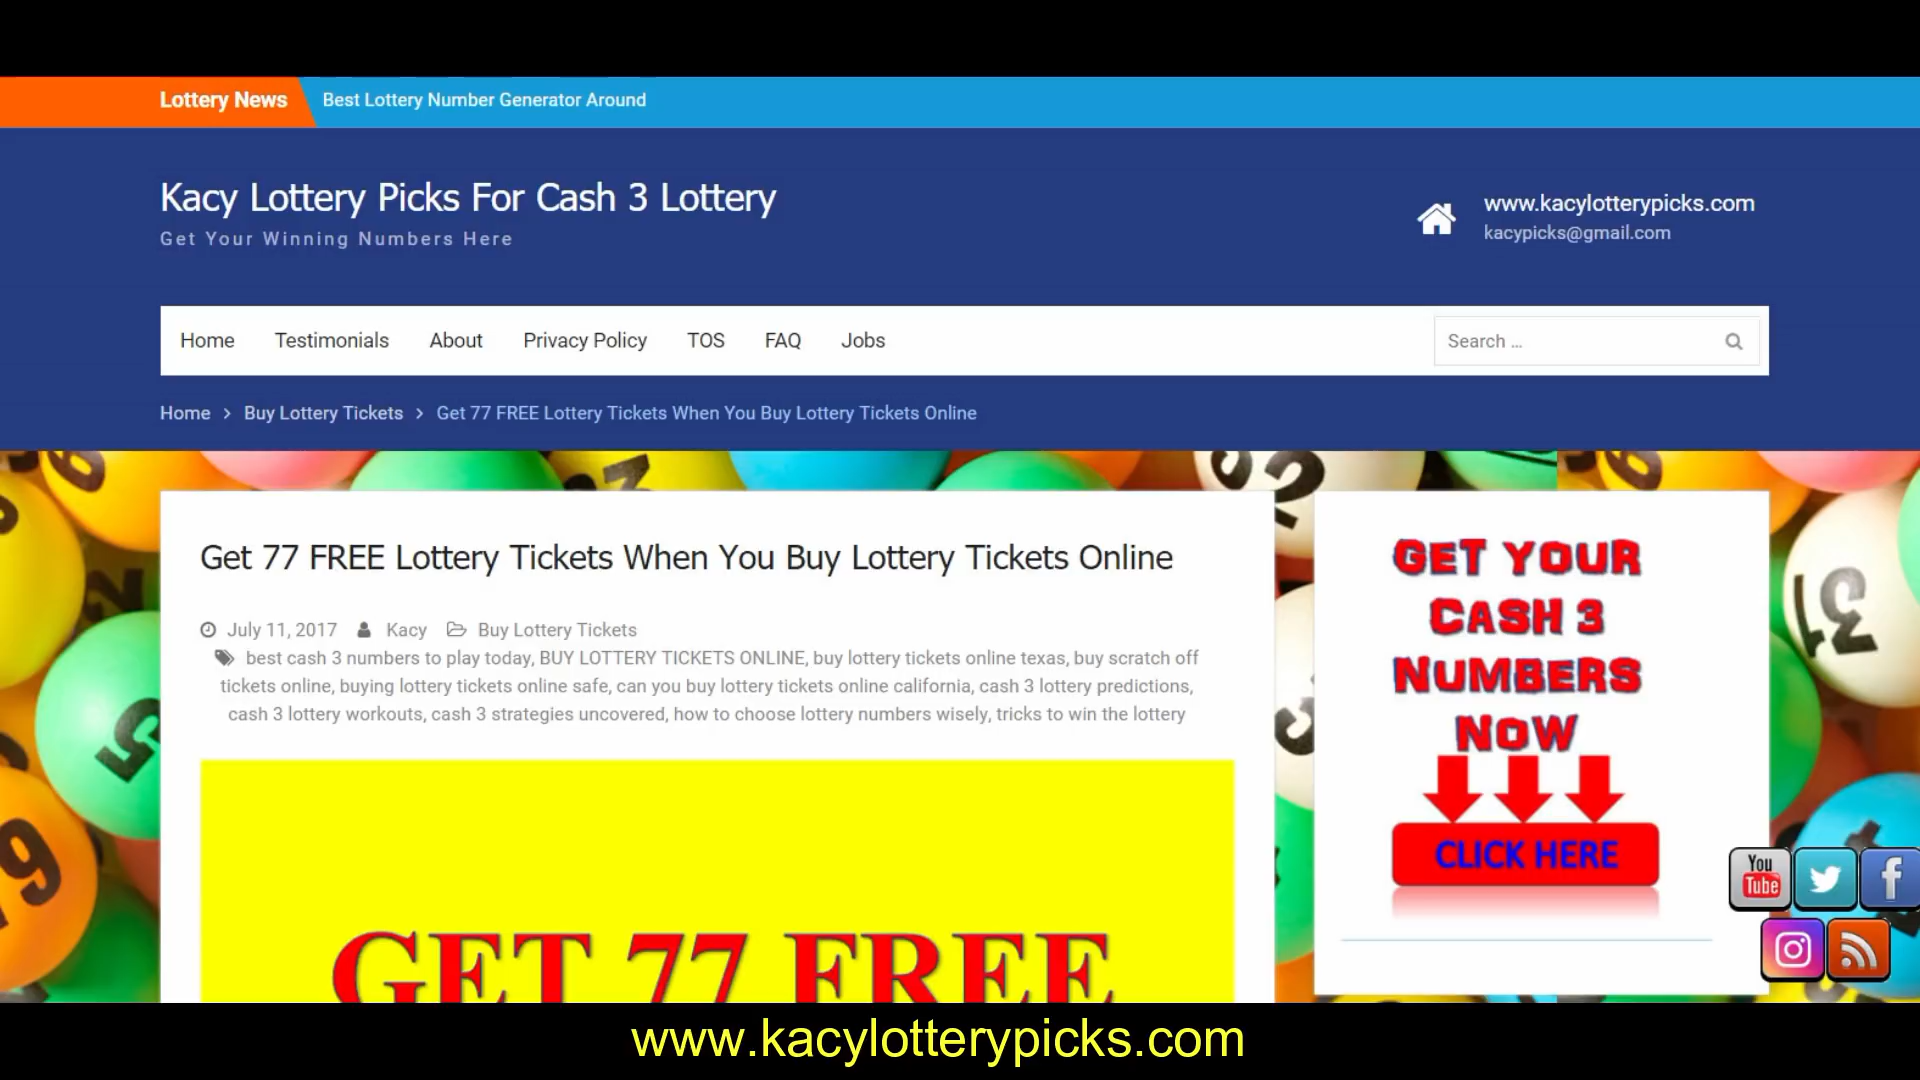 Lottery News
Best Lottery Number Generator Around
Kacy Lottery Picks For Cash 3 Lottery
Get Your Winning Numbers Here
www.kacylotterypicks.com
kacypicks@gmail.com
Home
Testimonials
About
Privacy Policy
TOS
FAQ
Jobs
Search ...
Home > Buy Lottery Tickets > Get 77 FREE Lottery Tickets When You Buy Lottery Tickets Online
Get 77 FREE Lottery Tickets When You Buy Lottery Tickets Online
July 11, 2017 Kacy Buy Lottery Tickets
best cash 3 numbers to play today, BUY LOTTERY TICKETS ONLINE, buy lottery tickets online texas, buy scratch off
tickets online, buying lottery tickets online safe, can you buy lottery tickets online california, cash 3 lottery predictions,
cash 3 lottery workouts, cash 3 strategies uncovered, how to choose lottery numbers wisely, tricks to win the lottery
GET 77 FREE
GET YOUR
CASH 3
NUMBERS
NOW
CLICK HERE
You
Tube
6
32
6
31
5
9
www.kacylotterypicks.com